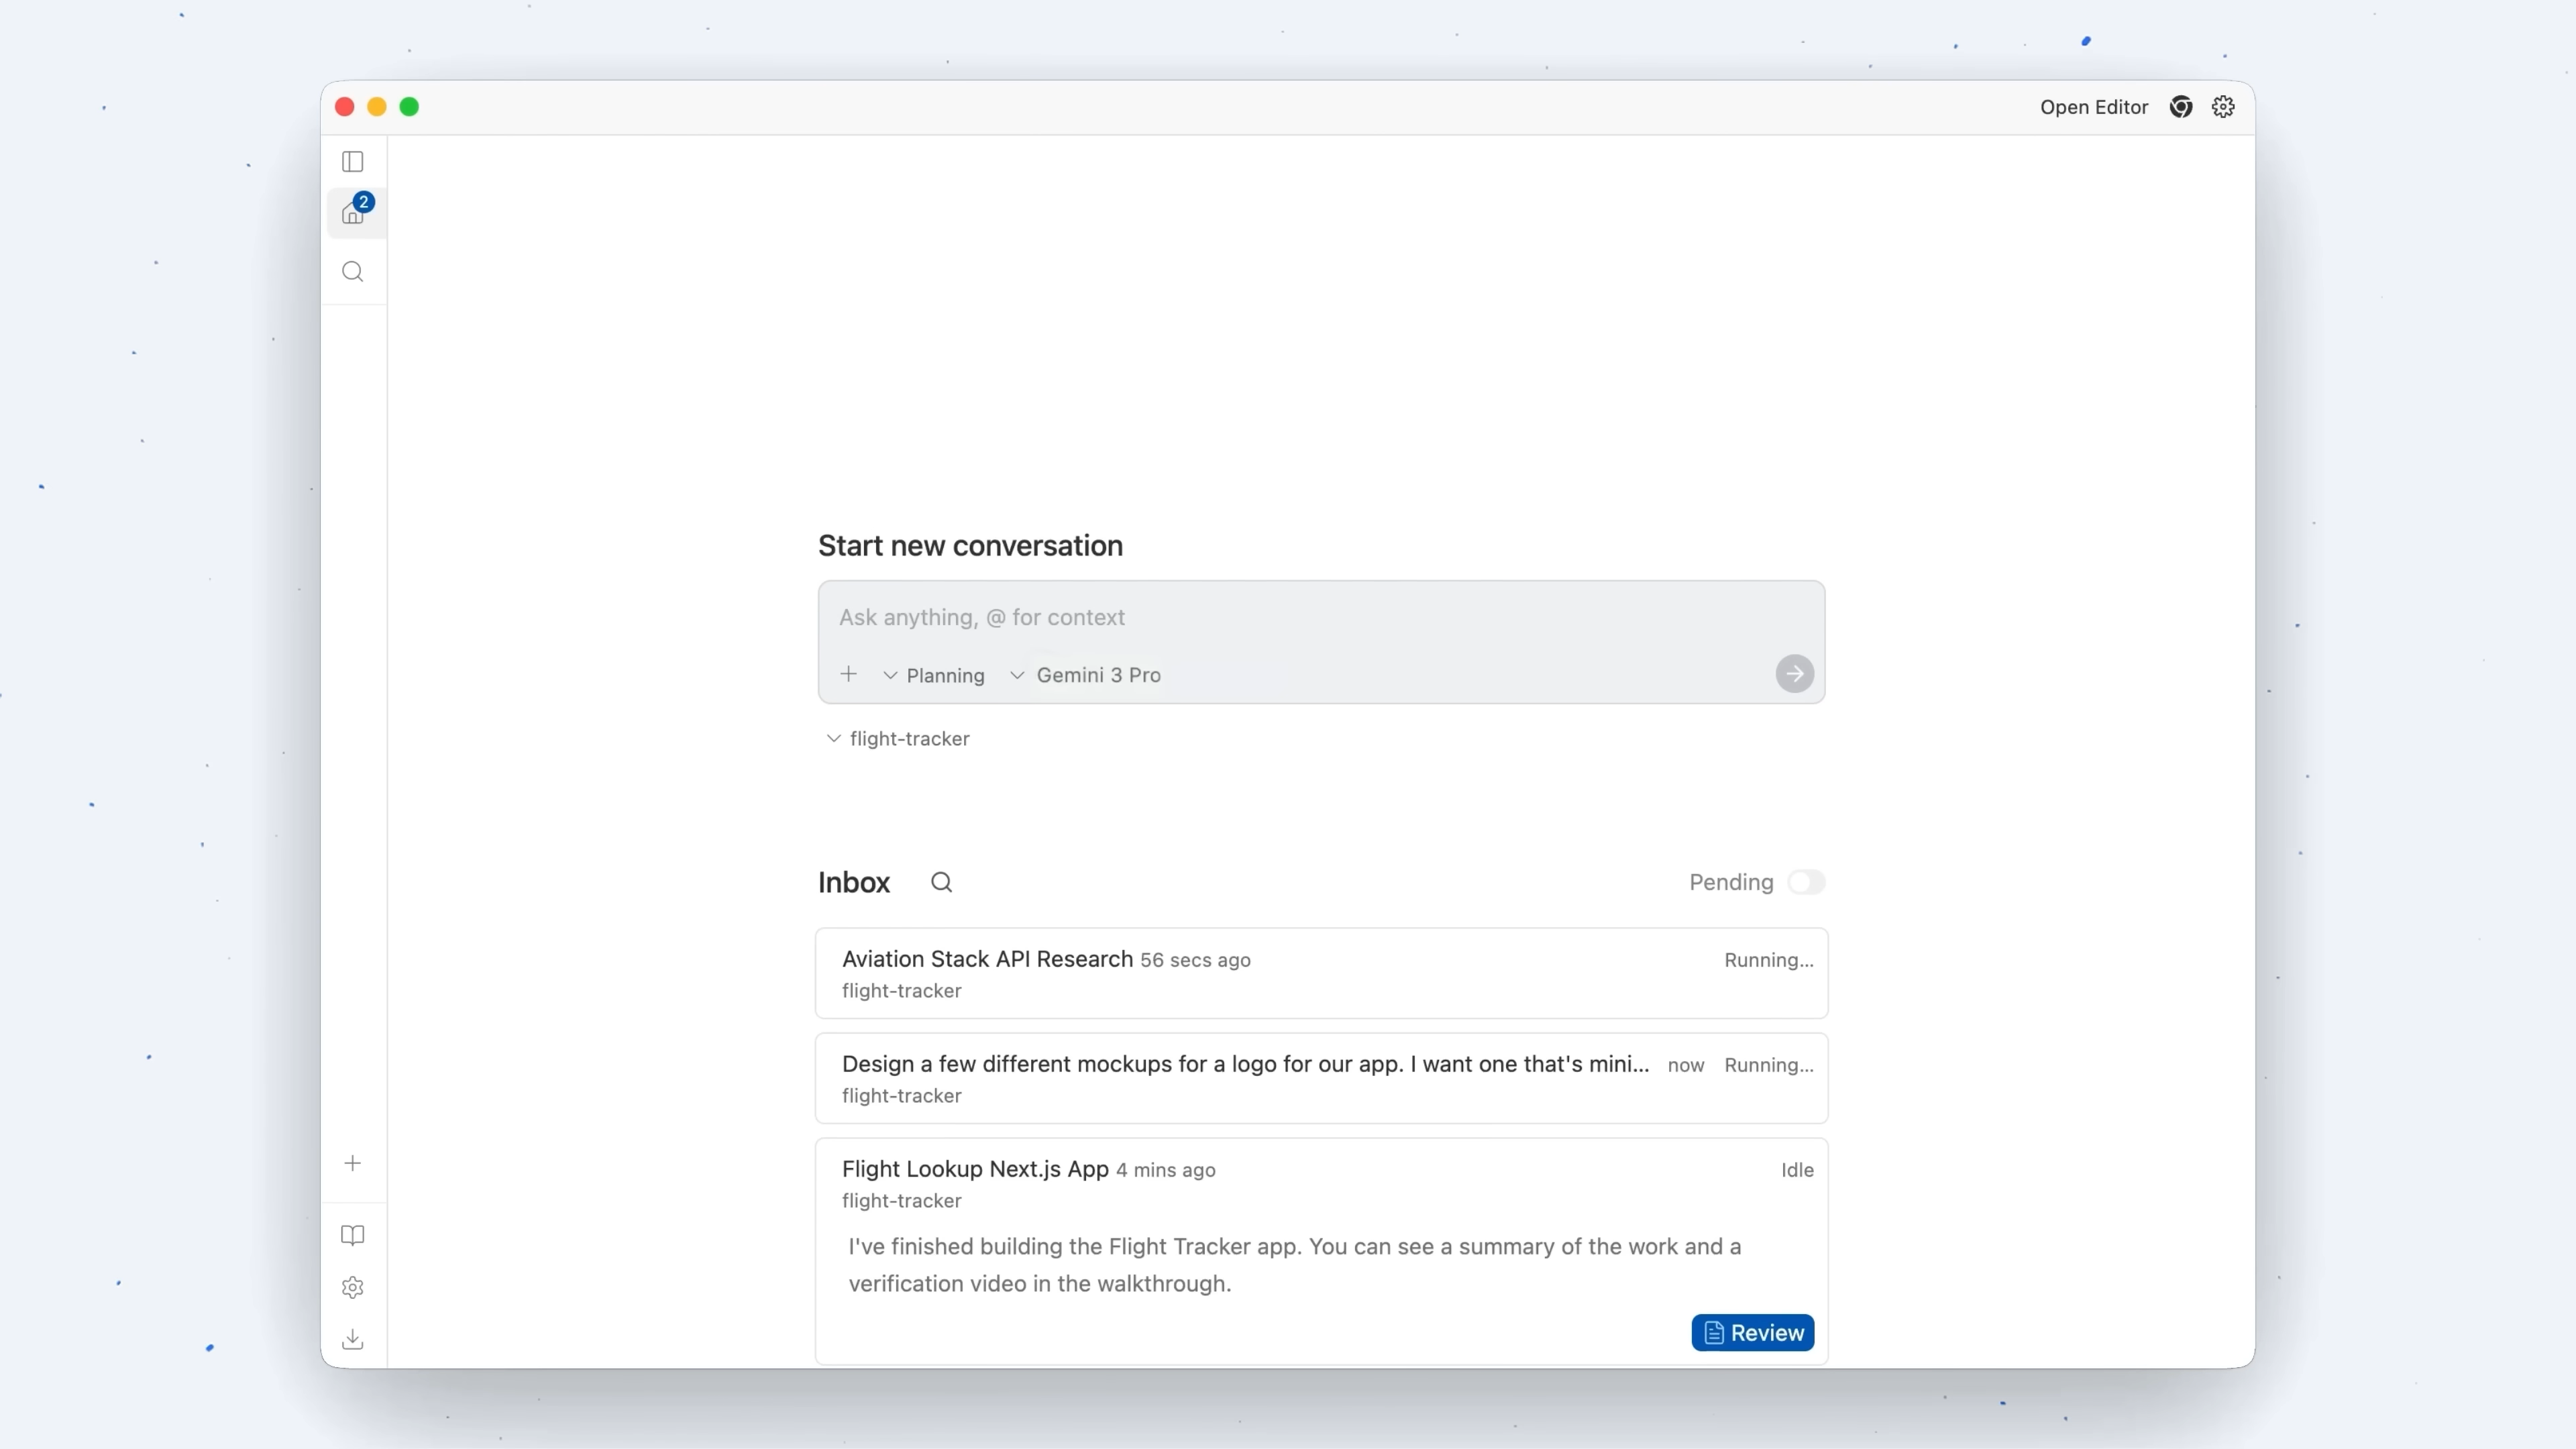 Open Editor
2
Start new conversation
Ask anything, @ for context
Planning Gemini 3 Pro
flight-tracker
Inbox Pending
Aviation Stack API Research 56 secs ago Running...
flight-tracker
Design a few different mockups for a logo for our app. I want one that's mini... now Running...
flight-tracker
Flight Lookup Next.js App 4 mins ago Idle
flight-tracker
I've finished building the Flight Tracker app. You can see a summary of the work and a
verification video in the walkthrough.
Review